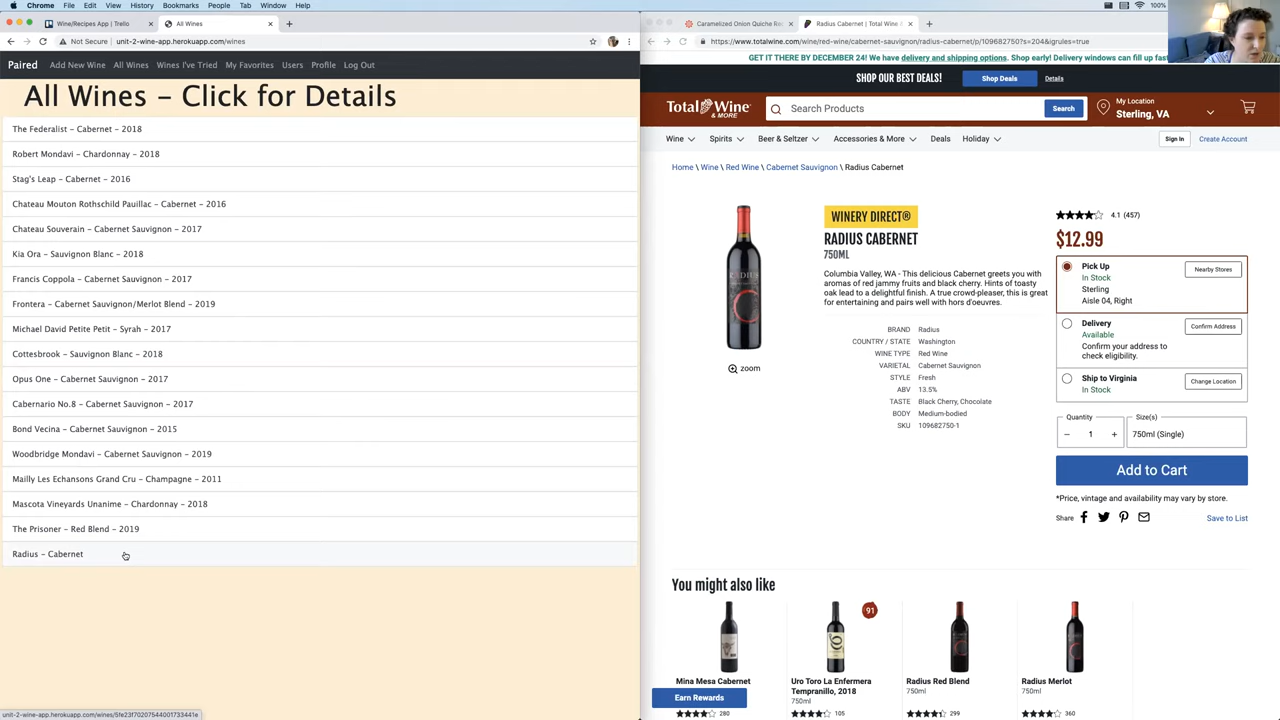 Chrome File Edit View History Bookmarks People Tab Window Help 100%
Wine/Recipes App | Trello
All Wines
Not Secure | unit-2-wine-app.herokuapp.com/wines
Paired Add New Wine All Wines Wines I've Tried My Favorites Users Profile Log Out
All Wines - Click for Details
The Federalist - Cabernet - 2018
Robert Mondavi - Chardonnay - 2018
Stag's Leap - Cabernet - 2016
Chateau Mouton Rothschild Pauillac - Cabernet - 2016
Chateau Souverain - Cabernet Sauvignon - 2017
Kia Ora - Sauvignon Blanc - 2018
Francis Coppola - Cabernet Sauvignon - 2017
Frontera - Cabernet Sauvignon/Merlot Blend - 2019
Michael David Petite Petit - Syrah - 2017
Cottesbrook - Sauvignon Blanc - 2018
Opus One - Cabernet Sauvignon - 2017
Cabernario No.8 - Cabernet Sauvignon - 2017
Bond Vecina - Cabernet Sauvignon - 2015
Woodbridge Mondavi - Cabernet Sauvignon - 2019
Mailly Les Echansons Grand Cru - Champagne - 2011
Mascota Vineyards Unanime - Chardonnay - 2018
The Prisoner - Red Blend - 2019
Radius - Cabernet
unit-2-wine-app.herokuapp.com/wines/5fe23f70207544001733441e
Caramelized Onion Quiche Re
Radius Cabernet | Total Wine &
https://www.totalwine.com/wine/red-wine/cabernet-sauvignon/radius-cabernet/p/109682750?s=204&igrules=true
GET IT THERE BY DECEMBER 24! We have delivery and shipping options. Shop early! Delivery windows can fill up fast
SHOP OUR BEST DEALS! Shop Deals Details
Total Wine
& MORE
Search Products
Search
My Location
Sterling, VA
Wine Spirits Beer & Seltzer Accessories & More Deals Holiday
Sign In Create Account
Home \ Wine \ Red Wine \ Cabernet Sauvignon \ Radius Cabernet
WINERY DIRECT®
RADIUS CABERNET
750ML
Columbia Valley, WA - This delicious Cabernet greets you with
aromas of red jammy fruits and black cherry. Hints of toasty
oak lead to a delightful finish. A true crowd-pleaser, this is great
for entertaining and pairs well with hors d'oeuvres.
BRAND Radius
COUNTRY / STATE Washington
WINE TYPE Red Wine
VARIETAL Cabernet Sauvignon
STYLE Fresh
ABV 13.5%
TASTE Black Cherry, Chocolate
BODY Medium-bodied
SKU 109682750-1
RADIUS
zoom
4.1 (457)
$12.99
Pick Up
In Stock
Sterling
Aisle 04, Right
Nearby Stores
Delivery
Available
Confirm your address to
check eligibility.
Confirm Address
Ship to Virginia
In Stock
Change Location
Quantity
- 1 +
Size(s)
750ml (Single)
Add to Cart
*Price, vintage and availability may vary by store.
Share
Save to List
You might also like
91
Mina Mesa Cabernet
280
Uro Toro La Enfermera
Tempranillo, 2018
750ml
105
Radius Red Blend
750ml
299
Radius Merlot
750ml
360
Earn Rewards